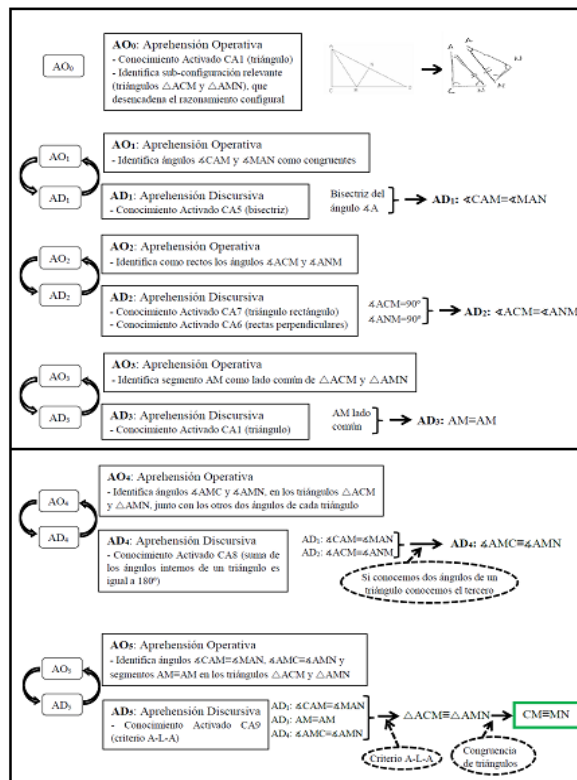 AO₀
AO₀: Aprehensión Operativa
- Conocimiento Activado CA1 (triángulo)
- Identifica sub-configuración relevante
(triángulos △ACM y △AMN), que
desencadena el razonamiento configural
A
C
A
A
N
C
M
M
AO₁
AD₁
AO₁: Aprehensión Operativa
- Identifica ángulos ∡CAM y ∡MAN como congruentes
AD₁: Aprehensión Discursiva
- Conocimiento Activado CA5 (bisectriz)
Bisectriz del
ángulo ∡A
AD₁: ∢CAM≡∢MAN
AO₂
AD₂
AO₂: Aprehensión Operativa
- Identifica como rectos los ángulos ∡ACM y ∡ANM
AD₂: Aprehensión Discursiva
- Conocimiento Activado CA7 (triángulo rectángulo)
- Conocimiento Activado CA6 (rectas perpendiculares)
∡ACM=90º
∡ANM=90º
AD₂: ∢ACM≡∢ANM
AO₃
AD₃
AO₃: Aprehensión Operativa
- Identifica segmento AM como lado común de △ACM y △AMN
AD₃: Aprehensión Discursiva
- Conocimiento Activado CA1 (triángulo)
AM lado
común
AD₃: AM≡AM
AO₄
AD₄
AO₄: Aprehensión Operativa
- Identifica ángulos ∡AMC y ∡AMN, en los triángulos △ACM
y △AMN, junto con los otros dos ángulos de cada triángulo
AD₄: Aprehensión Discursiva
- Conocimiento Activado CA8 (suma de
los ángulos internos de un triángulo es
igual a 180º)
AD₁: ∡CAM≡∡MAN
AD₂: ∡ACM≡∡ANM
AD₄: ∡AMC≡∡AMN
Si conocemos dos ángulos de un
triángulo conocemos el tercero
AO₅
AD₅
AO₅: Aprehensión Operativa
- Identifica ángulos ∡CAM≡∡MAN, ∡AMC≡∡AMN y
segmentos AM≡AM en los triángulos △ACM y △AMN
AD₅: Aprehensión Discursiva
- Conocimiento Activado CA9
(criterio A-L-A)
AD₁: ∡CAM≡∡MAN
AD₃: AM≡AM
AD₄: ∡AMC≡∡AMN
△ACM≡△AMN
CM≡MN
Criterio A-L-A
Congruencia
de triángulos